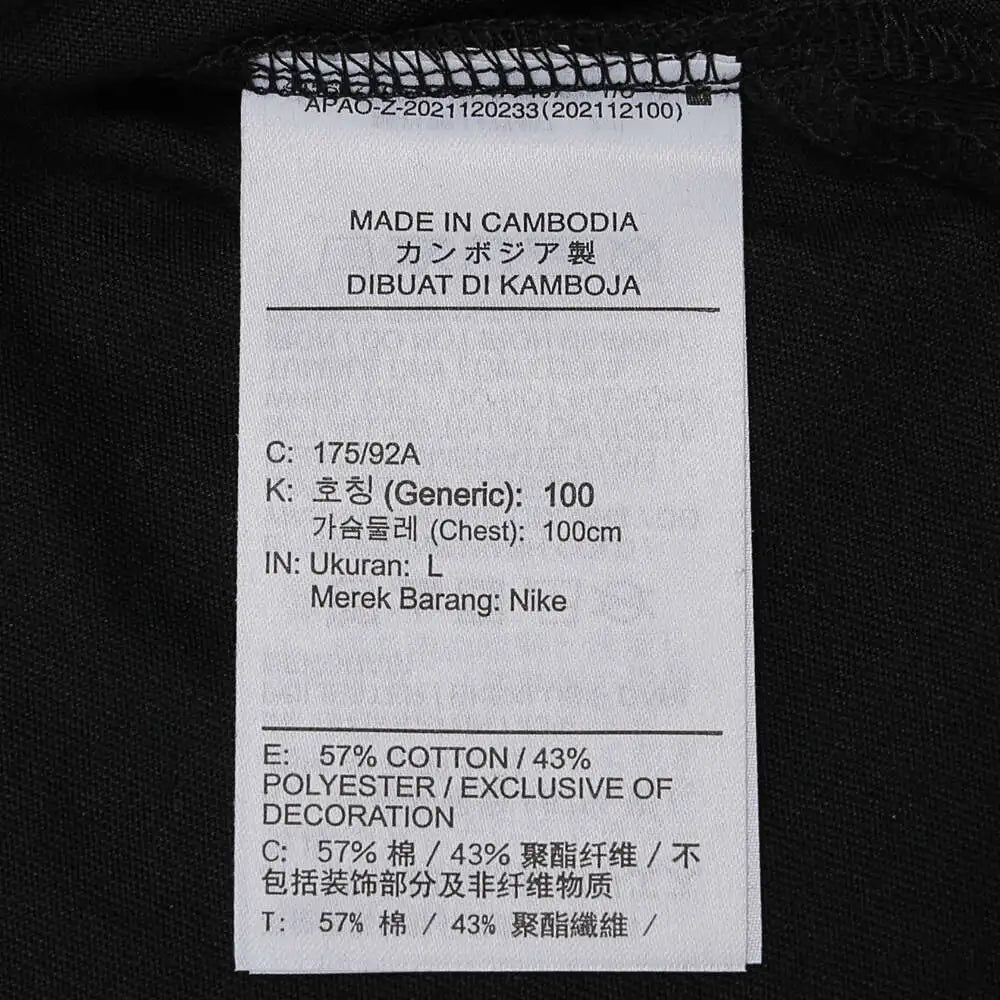 APAO-Z-2021120233(202112100)
MADE IN CAMBODIA
カンボジア製
DIBUAT DI KAMBOJA
C: 175/92A
K: 호칭 (Generic): 100
가슴둘레 (Chest): 100cm
IN: Ukuran: L
Merek Barang: Nike
E: 57% COTTON / 43%
POLYESTER / EXCLUSIVE OF
DECORATION
C: 57% 棉 / 43% 聚酯纤维 / 不
包括装饰部分及非纤维物质
T: 57% 棉 / 43% 聚酯纖維 /